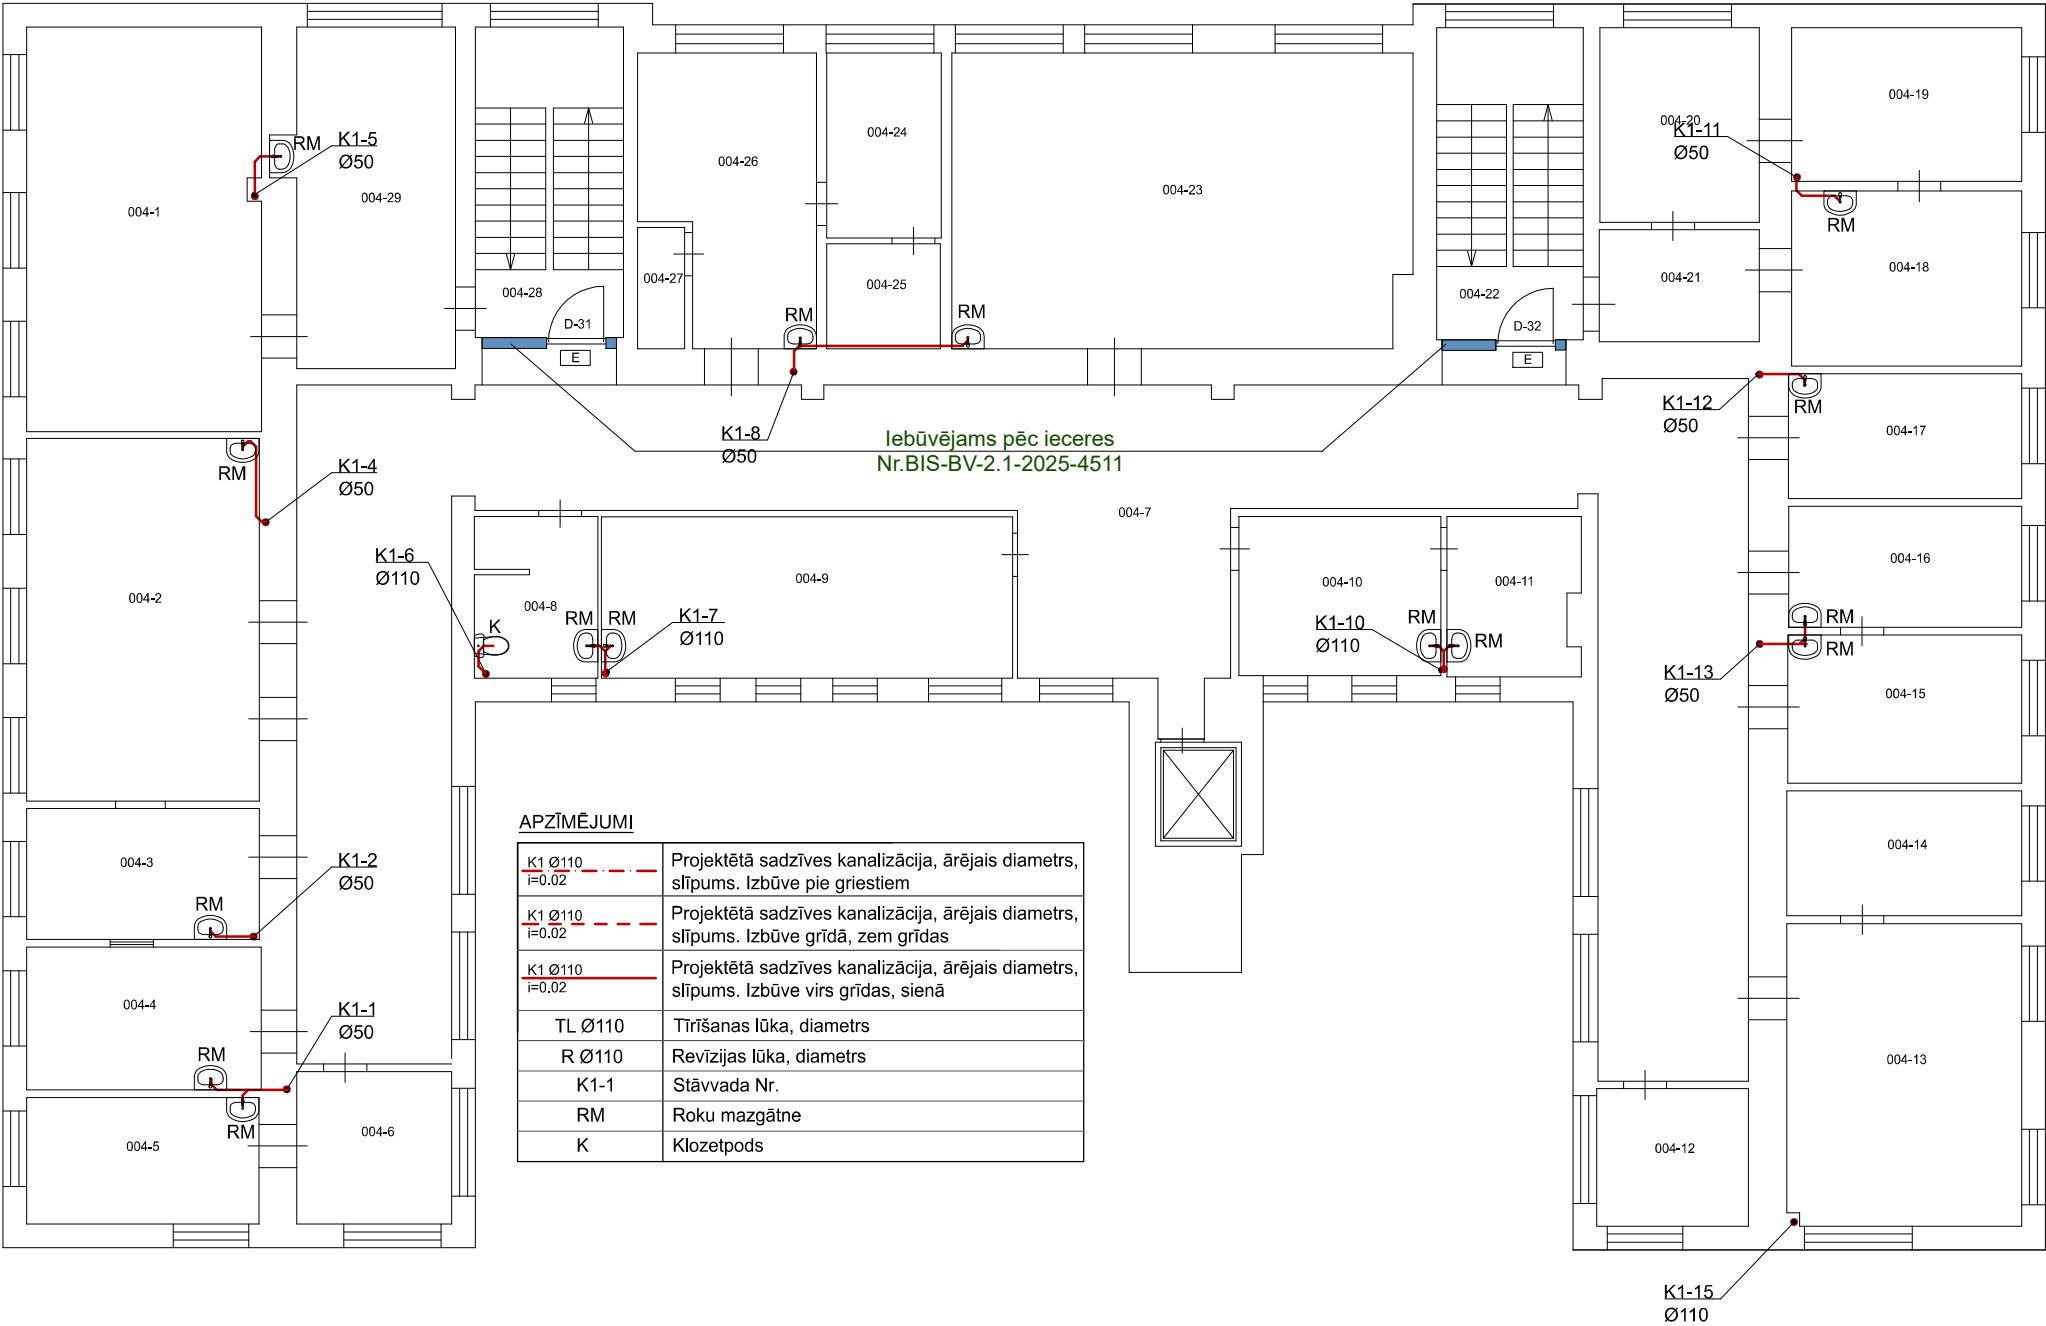 004-19
004-20
K1-11
Ø50
004-24
K1-5
Ø50
RM
004-26
004-23
004-29
004-1
RM
004-18
004-27
004-25
004-21
004-28
004-22
RM
RM
D-31
D-32
E
E
K1-12
Ø50
RM
004-17
K1-8
Ø50
Iebūvējams pēc ieceres
Nr.BIS-BV-2.1-2025-4511
RM
K1-4
Ø50
004-7
K1-6
Ø110
004-16
004-9
004-10
004-11
004-2
004-8
K
RM
RM
K1-7
Ø110
K1-10
Ø110
RM
RM
RM
RM
K1-13
Ø50
004-15
APZĪMĒJUMI
K1 Ø110
i=0.02
Projektētā sadzīves kanalizācija, ārējais diametrs,
slīpums. Izbūve pie griestiem
K1 Ø110
i=0.02
Projektētā sadzīves kanalizācija, ārējais diametrs,
slīpums. Izbūve grīdā, zem grīdas
K1 Ø110
i=0.02
Projektētā sadzīves kanalizācija, ārējais diametrs,
slīpums. Izbūve virs grīdas, sienā
TL Ø110 Tīrīšanas lūka, diametrs
R Ø110 Revīzijas lūka, diametrs
K1-1 Stāvvada Nr.
RM Roku mazgātne
K Klozetpods
004-3
K1-2
Ø50
RM
004-14
004-4
K1-1
Ø50
RM
RM
004-5
004-6
004-13
004-12
K1-15
Ø110